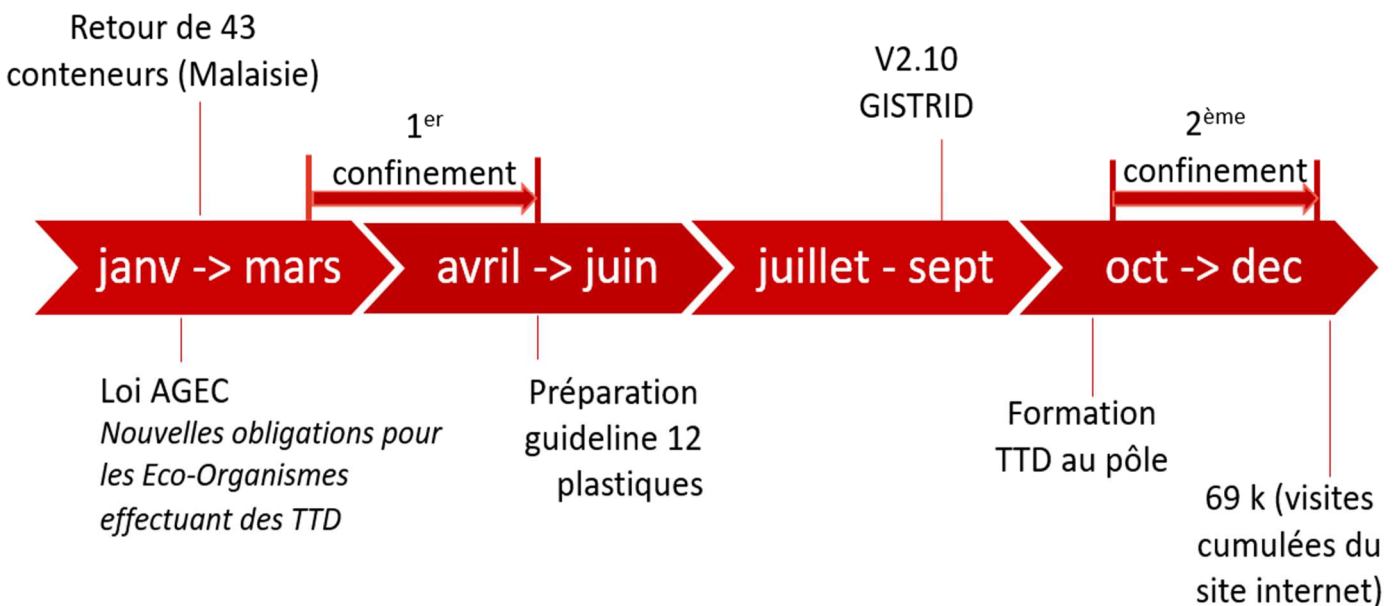 Retour de 43
conteneurs (Malaisie)
1er
confinement
V2.10
GISTRID
2ème
confinement
janv -> mars
avril -> juin
juillet - sept
oct -> dec
Loi AGEC
Nouvelles obligations pour
les Eco-Organismes
effectuant des TTD
Préparation
guideline 12
plastiques
Formation
TTD au pôle
69 k (visites
cumulées du
site internet)